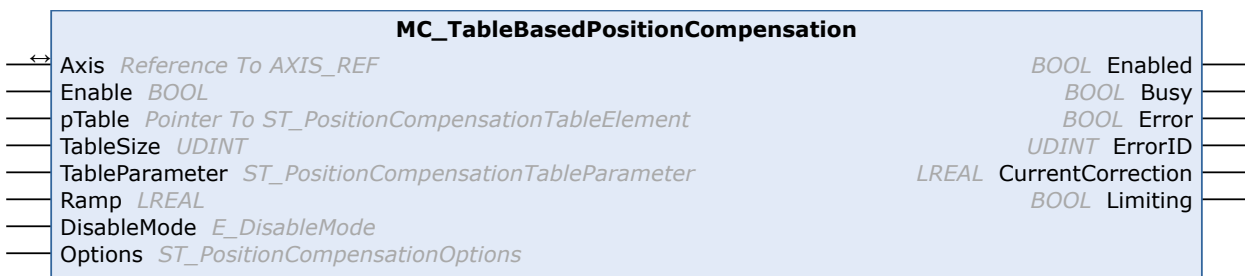 MC_TableBasedPositionCompensation
Axis Reference To AXIS_REF BOOL Enabled
Enable BOOL BOOL Busy
pTable Pointer To ST_PositionCompensationTableElement BOOL Error
TableSize UDINT UDINT ErrorID
TableParameter ST_PositionCompensationTableParameter LREAL CurrentCorrection
Ramp LREAL BOOL Limiting
DisableMode E_DisableMode
Options ST_PositionCompensationOptions